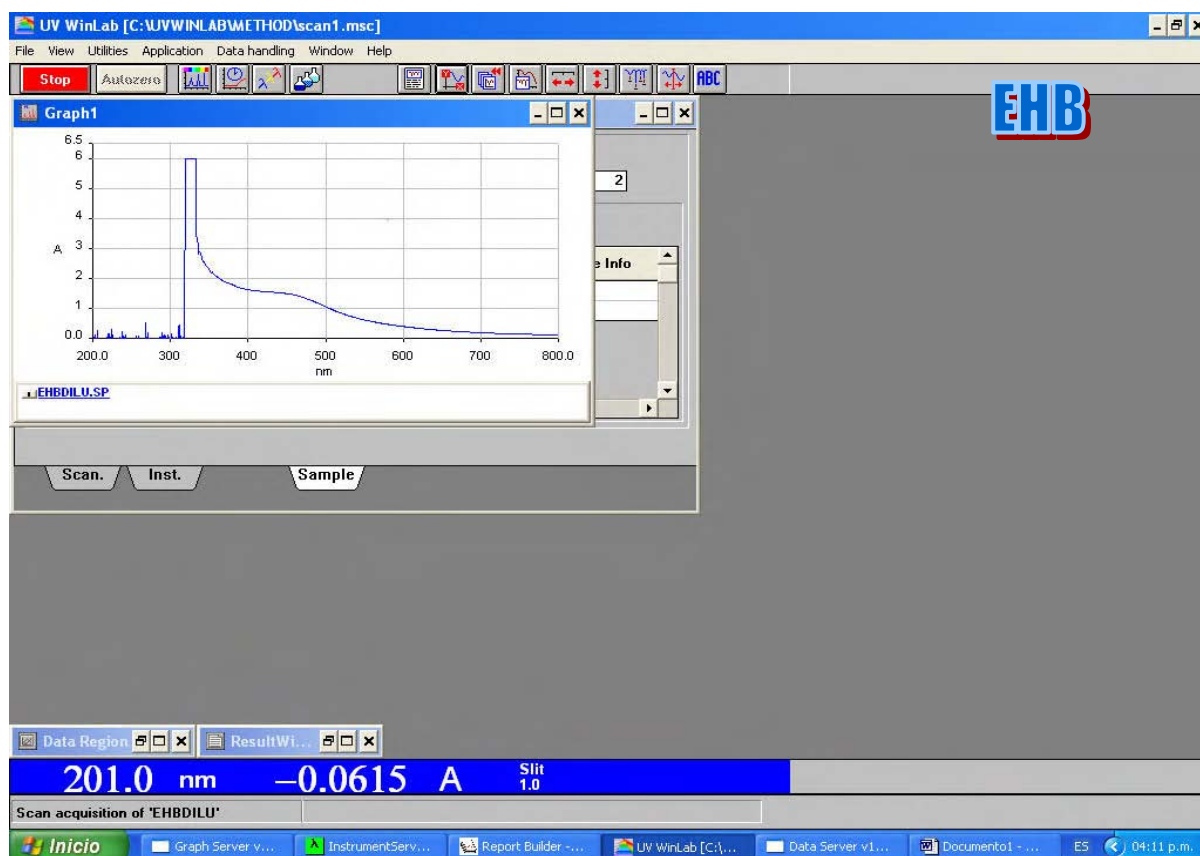 UV WinLab [C:\UVWINLAB\METHOD\scan1.msc]
File View Utilities Application Data handling Window Help
Stop Autozero ABC
EHB
Graph1
6.5
6
5
4
A 3
2
1
0.0
200.0 300 400 500 600 700 800.0
nm
EHBDILU.SP
2
e Info
Scan. Inst. Sample
Data Region ResultWi...
201.0 nm –0.0615 A Slit
1.0
Scan acquisition of 'EHBDILU'
Inicio Graph Server v... InstrumentServ... Report Builder -... UV WinLab [C:\... Data Server v1... Documento1 - ... ES 04:11 p.m.